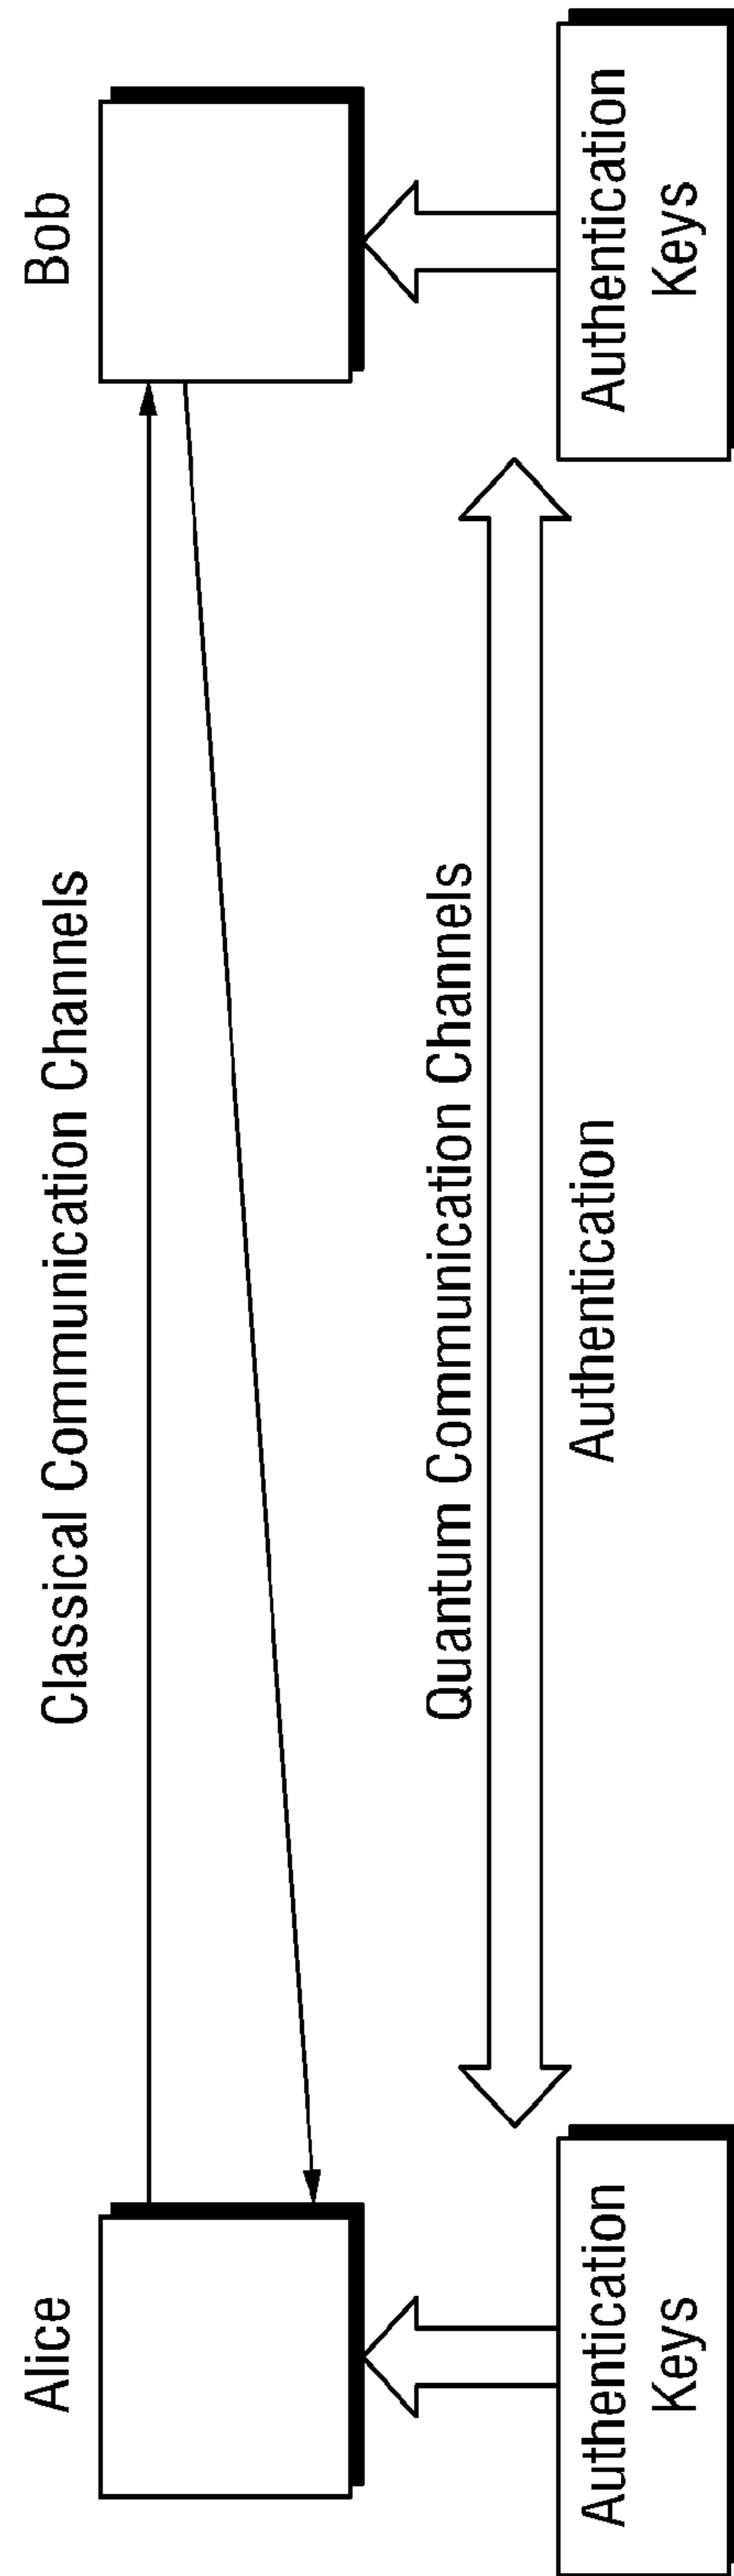 Alice
Bob
Classical Communication Channels
Quantum Communication Channels
Authentication
Authentication
Keys
Authentication
Keys